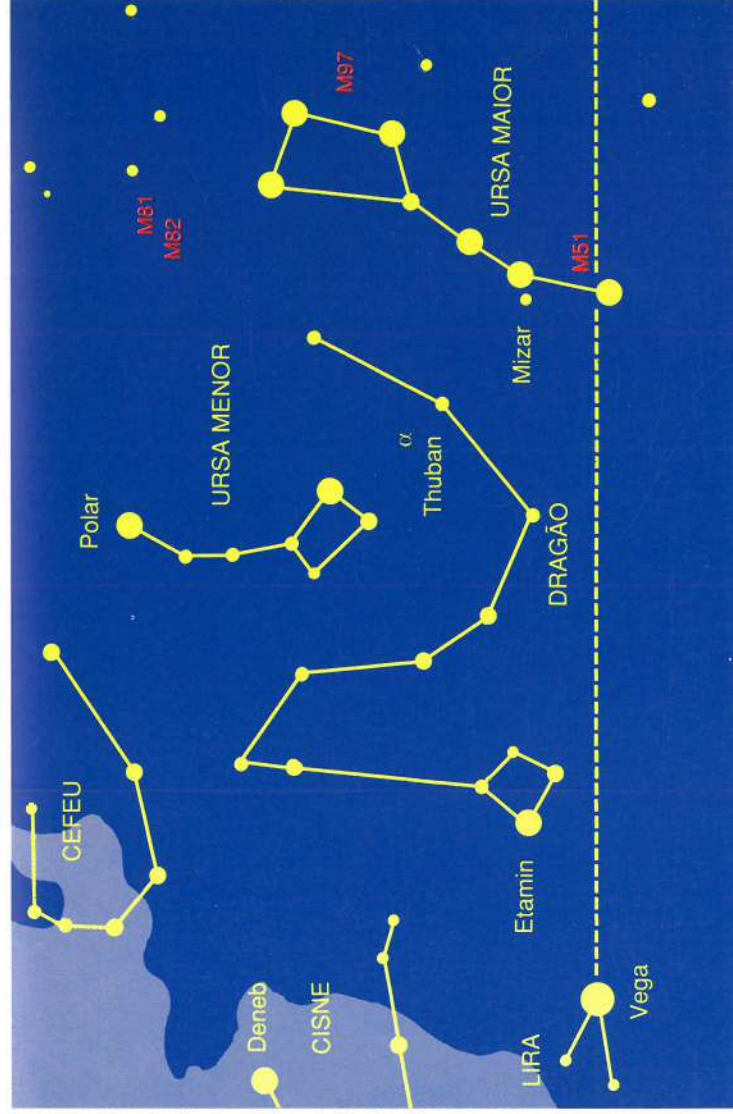 CEFEU
Polar
M81
M82
URSA MENOR
Deneb
CISNE
M97
α
Thuban
URSA MAIOR
Mizar
Etamin
LIRA
DRAGÃO
M51
Vega